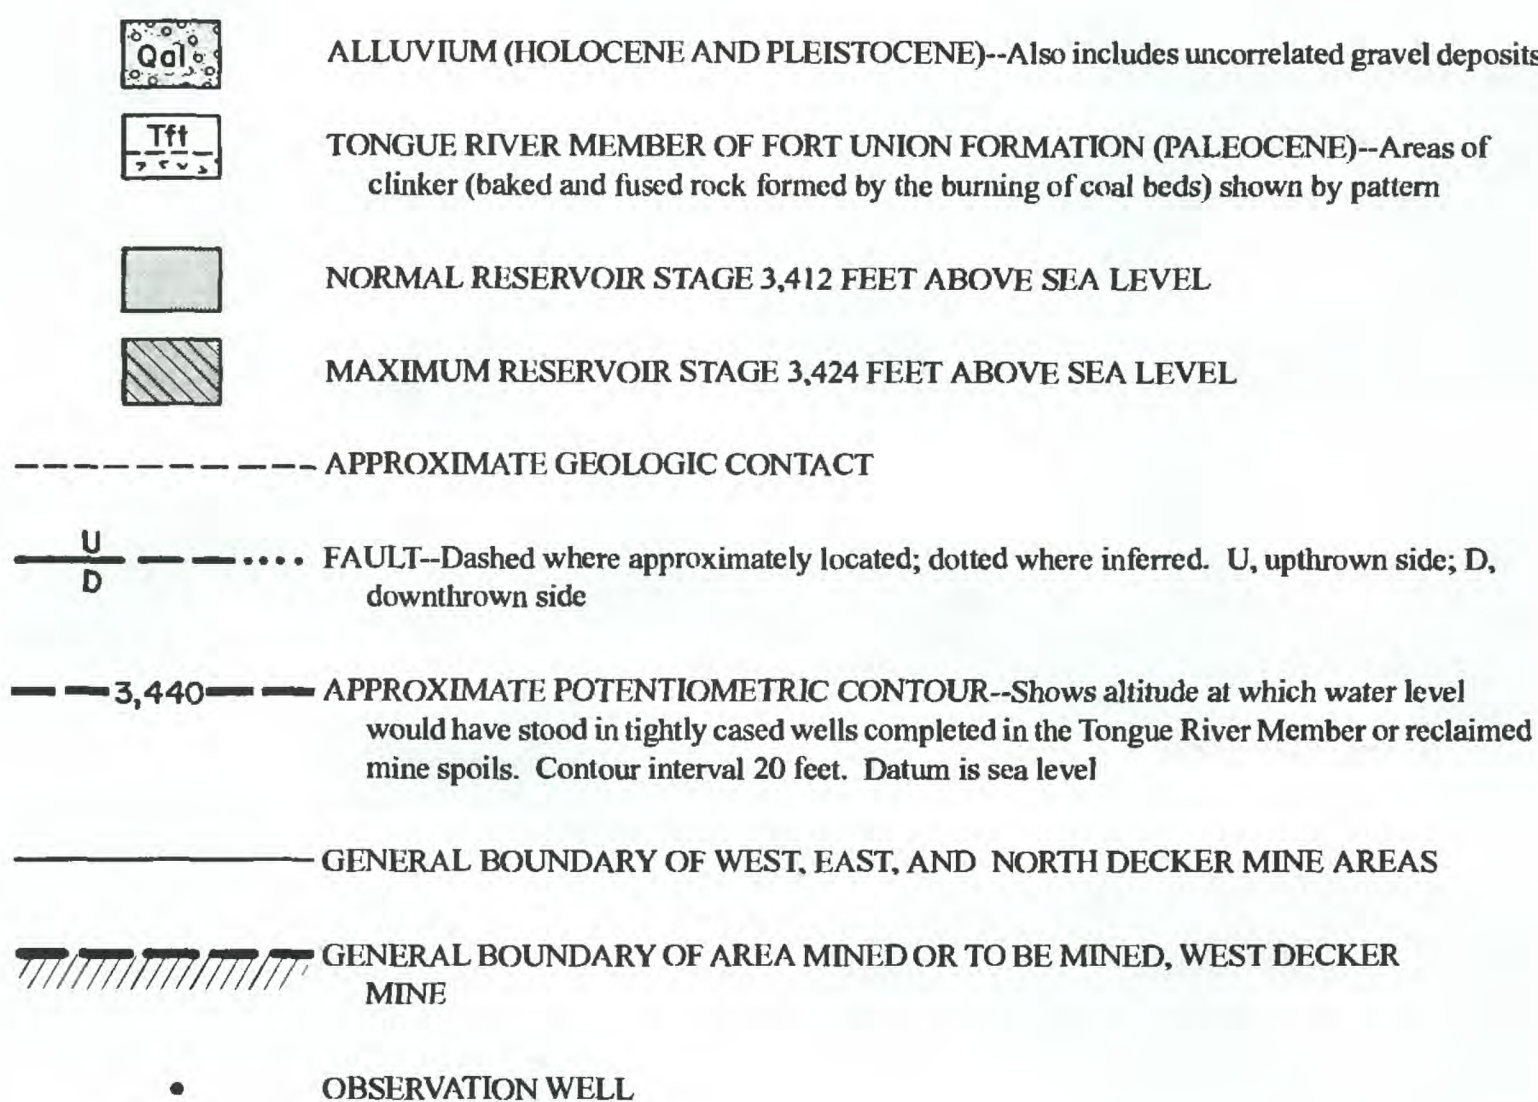 Qal
ALLUVIUM (HOLOCENE AND PLEISTOCENE)--Also includes uncorrelated gravel deposits
Tft
TONGUE RIVER MEMBER OF FORT UNION FORMATION (PALEOCENE)--Areas of
clinker (baked and fused rock formed by the burning of coal beds) shown by pattern
NORMAL RESERVOIR STAGE 3,412 FEET ABOVE SEA LEVEL
MAXIMUM RESERVOIR STAGE 3,424 FEET ABOVE SEA LEVEL
APPROXIMATE GEOLOGIC CONTACT
U
D
FAULT--Dashed where approximately located; dotted where inferred. U, upthrown side; D,
downthrown side
3,440
APPROXIMATE POTENTIOMETRIC CONTOUR--Shows altitude at which water level
would have stood in tightly cased wells completed in the Tongue River Member or reclaimed
mine spoils. Contour interval 20 feet. Datum is sea level
GENERAL BOUNDARY OF WEST, EAST, AND NORTH DECKER MINE AREAS
GENERAL BOUNDARY OF AREA MINED OR TO BE MINED, WEST DECKER
MINE
OBSERVATION WELL